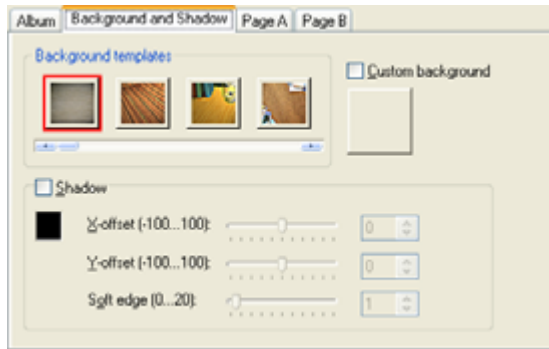 Album Background and Shadow Page A Page B
Background templates
Custom background
Shadow
X-offset (-100...100): 0
Y-offset (-100...100): 0
Soft edge (0...20): 1